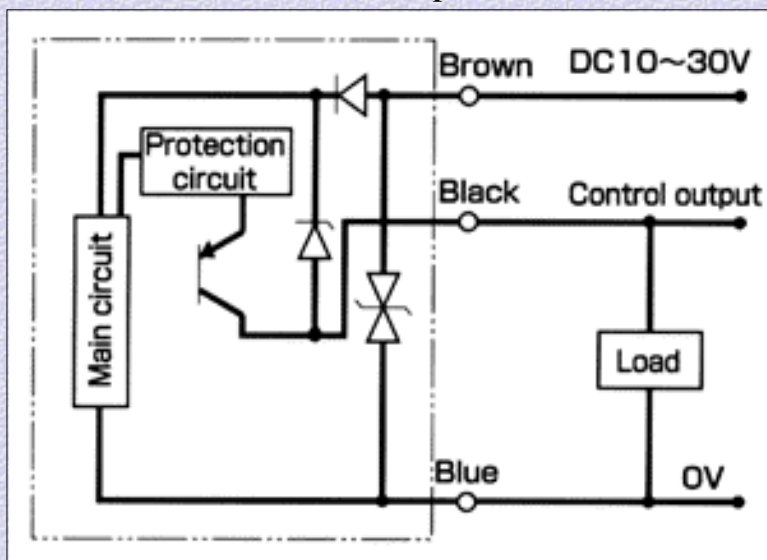 Brown
DC10~30V
Protection
circuit
Black
Control output
Main circuit
Load
Blue
0V